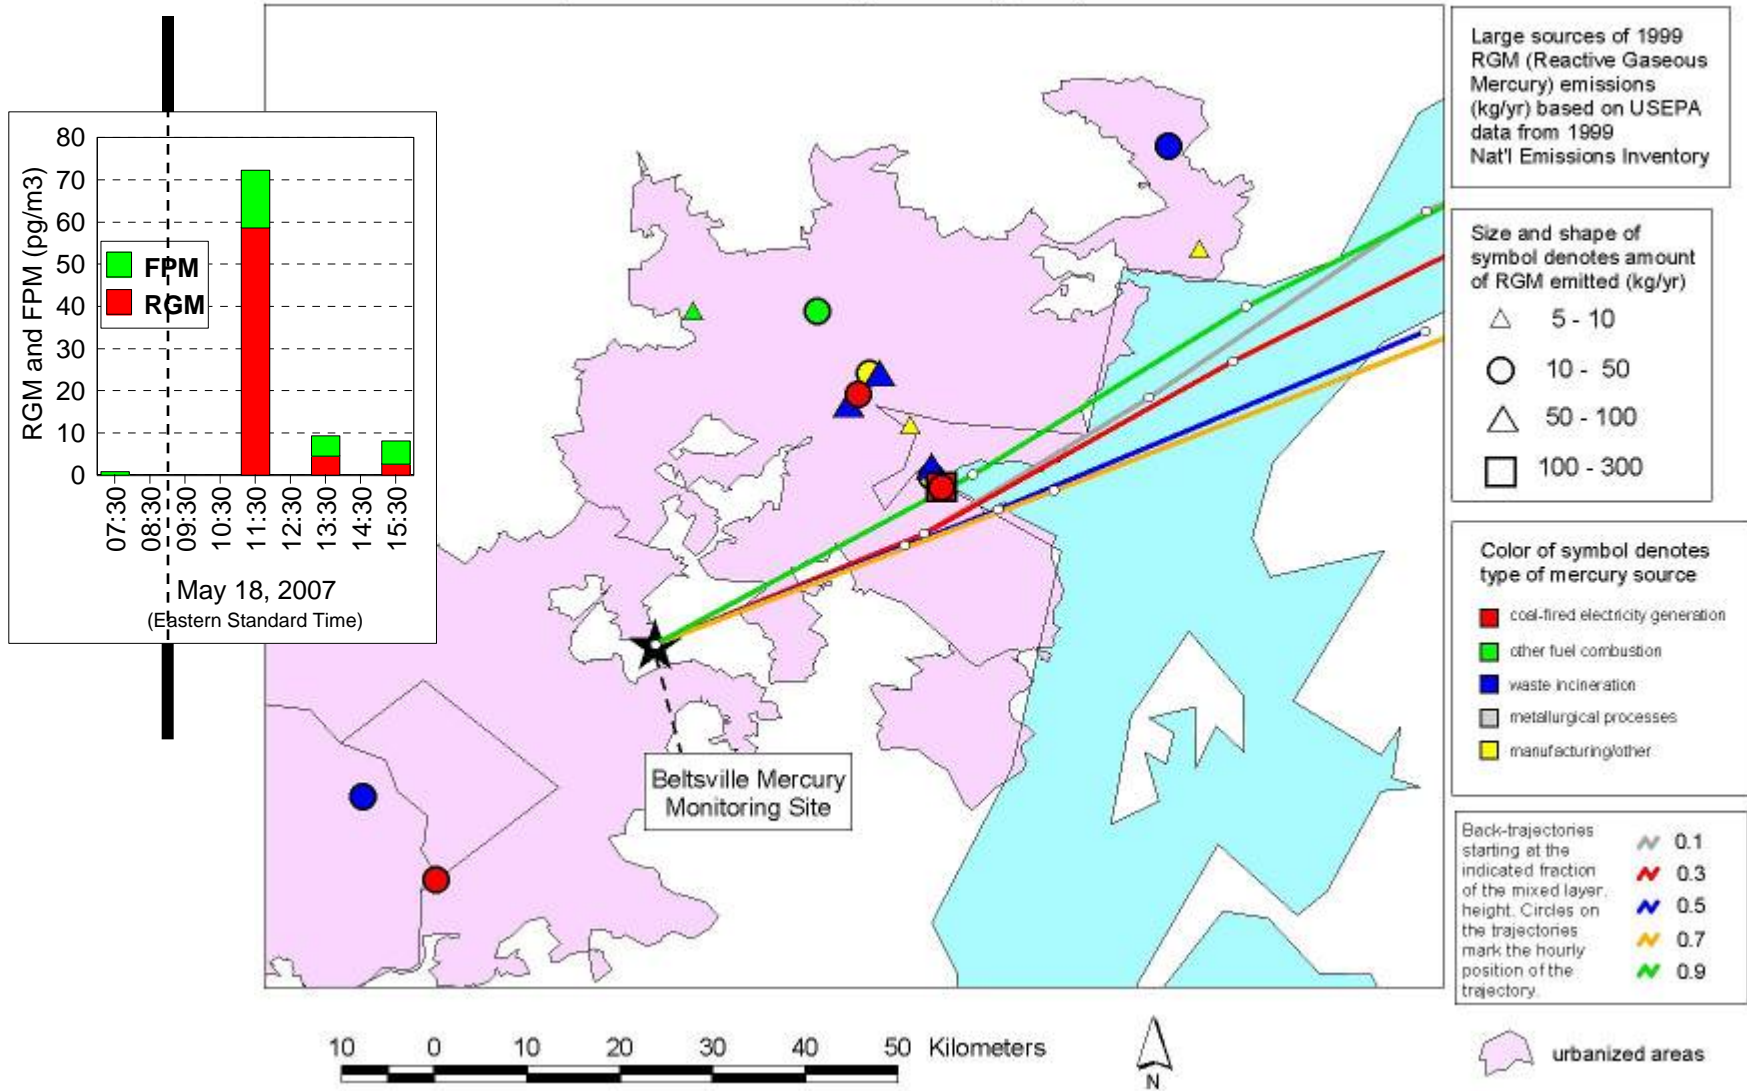 80
70
60
50
40
30
20
10
0
RGM and FPM (pg/m3)
FPM
RGM
07:30
08:30
09:30
10:30
11:30
12:30
13:30
14:30
15:30
May 18, 2007
(Eastern Standard Time)
Beltsville Mercury
Monitoring Site
Large sources of 1999
RGM (Reactive Gaseous
Mercury) emissions
(kg/yr) based on USEPA
data from 1999
Nat'l Emissions Inventory
Size and shape of
symbol denotes amount
of RGM emitted (kg/yr)
5 - 10
10 - 50
50 - 100
100 - 300
Color of symbol denotes
type of mercury source
coal-fired electricity generation
other fuel combustion
waste incineration
metallurgical processes
manufacturing/other
Back-trajectories
starting at the
indicated fraction
of the mixed layer.
height. Circles on
the trajectories
mark the hourly
position of the
trajectory.
0.1
0.3
0.5
0.7
0.9
urbanized areas
10 0 10 20 30 40 50 Kilometers
N